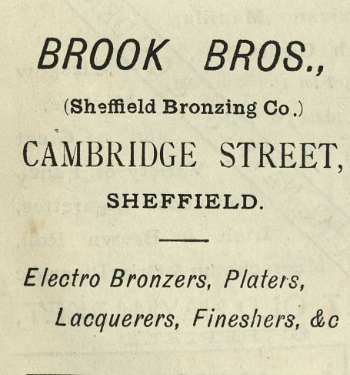 BROOK BROS.,
(Sheffield Bronzing Co.)
CAMBRIDGE STREET,
SHEFFIELD.
Electro Bronzers, Platers,
Lacquerers, Fineshers, &c